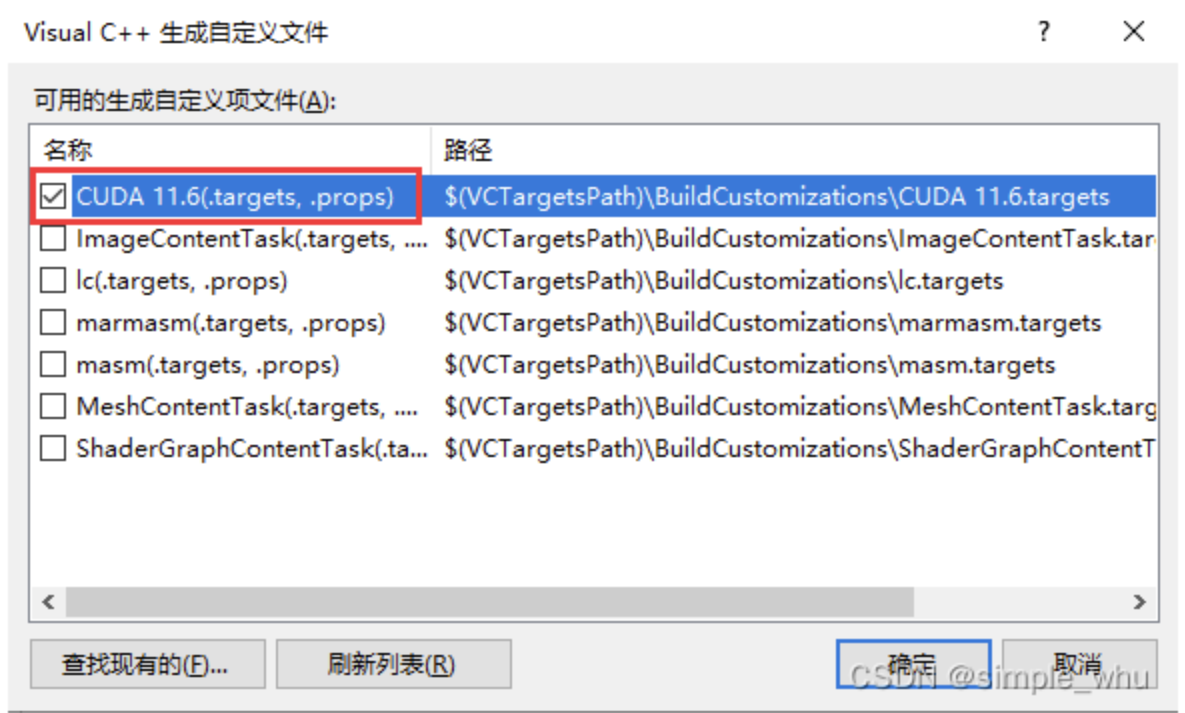 Visual C++ 生成自定义文件
可用的生成自定义项文件(A):
名称 路径
CUDA 11.6(.targets, .props) $(VCTargetsPath)\BuildCustomizations\CUDA 11.6.targets
ImageContentTask(.targets, .... $(VCTargetsPath)\BuildCustomizations\ImageContentTask.tar
lc(.targets, .props) $(VCTargetsPath)\BuildCustomizations\lc.targets
marmasm(.targets, .props) $(VCTargetsPath)\BuildCustomizations\marmasm.targets
masm(.targets, .props) $(VCTargetsPath)\BuildCustomizations\masm.targets
MeshContentTask(.targets, .... $(VCTargetsPath)\BuildCustomizations\MeshContentTask.targ
ShaderGraphContentTask(.ta... $(VCTargetsPath)\BuildCustomizations\ShaderGraphContentT
查找现有的(F)... 刷新列表(R) 确定 取消
CSDN @simple_whu